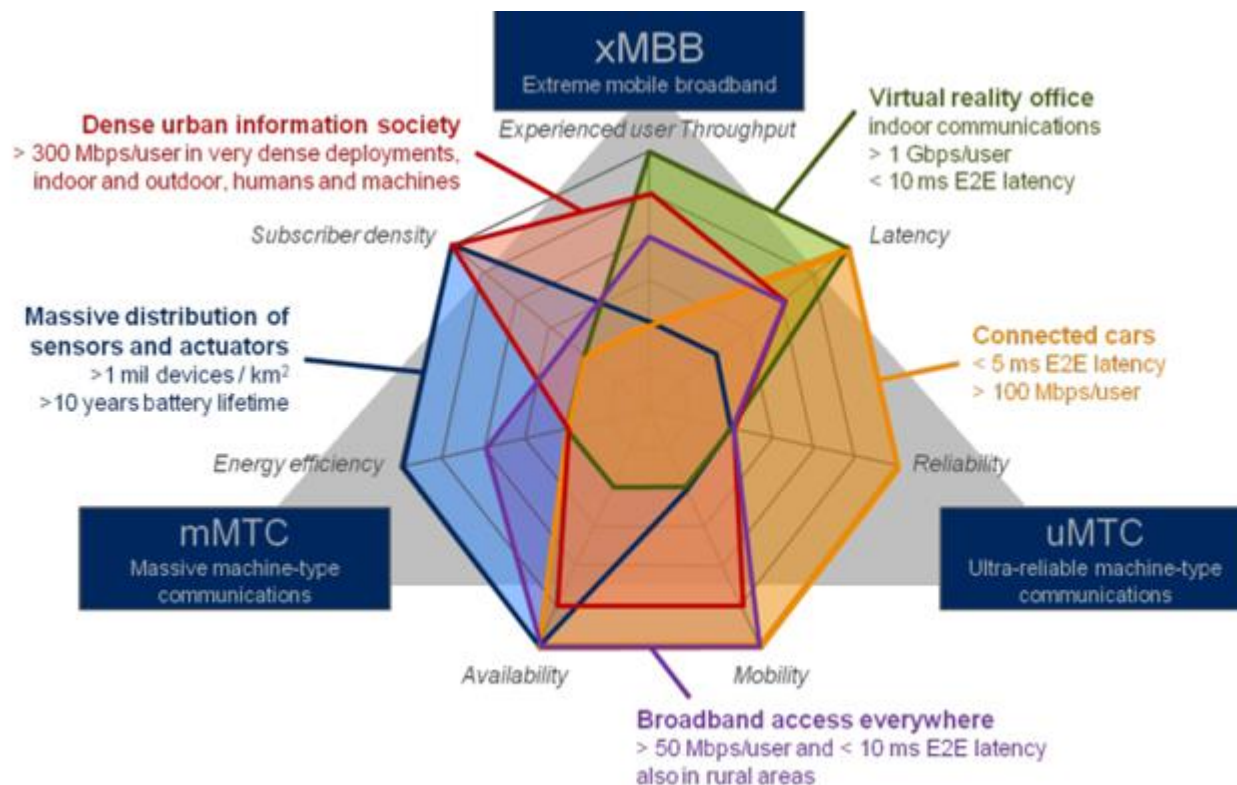 xMBB
Extreme mobile broadband
Experienced user Throughput
Dense urban information society
> 300 Mbps/user in very dense deployments,
indoor and outdoor, humans and machines
Virtual reality office
indoor communications
> 1 Gbps/user
< 10 ms E2E latency
Subscriber density
Latency
Massive distribution of
sensors and actuators
>1 mil devices / km²
>10 years battery lifetime
Connected cars
< 5 ms E2E latency
> 100 Mbps/user
Energy efficiency
Reliability
mMTC
Massive machine-type
communications
uMTC
Ultra-reliable machine-type
communications
Availability
Mobility
Broadband access everywhere
> 50 Mbps/user and < 10 ms E2E latency
also in rural areas